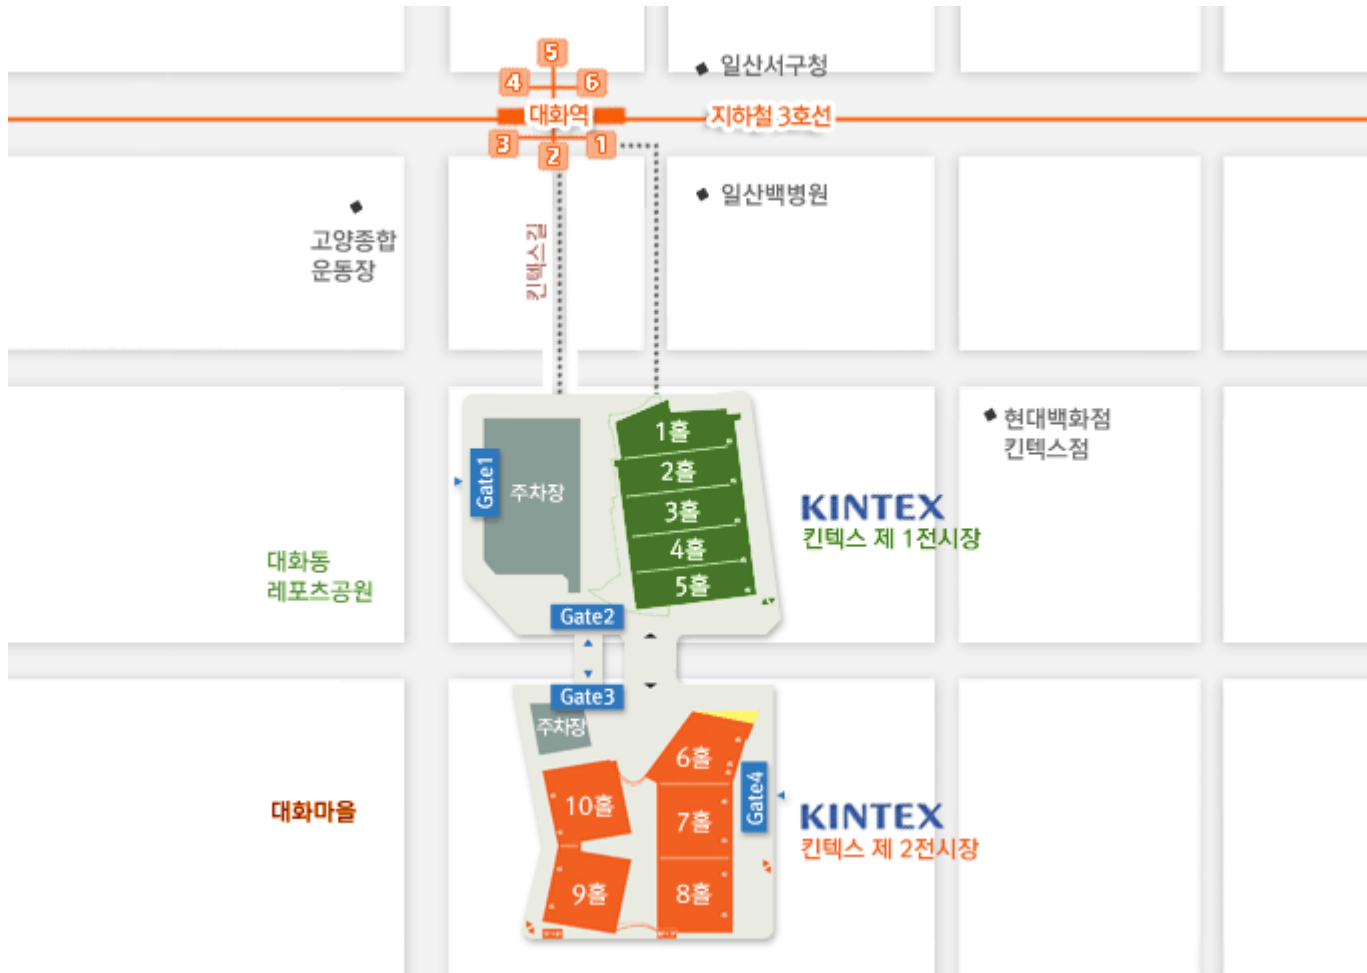 5
4
6
일산서구청
대화역
지하철 3호선
3
2
1
일산백병원
고양종합
운동장
킨텍스길
현대백화점
킨텍스점
1홀
2홀
3홀
4홀
5홀
Gate1
주차장
KINTEX
킨텍스 제 1전시장
대화동
레포츠공원
Gate2
Gate3
주차장
6홀
10홀
7홀
Gate4
대화마을
KINTEX
킨텍스 제 2전시장
9홀
8홀